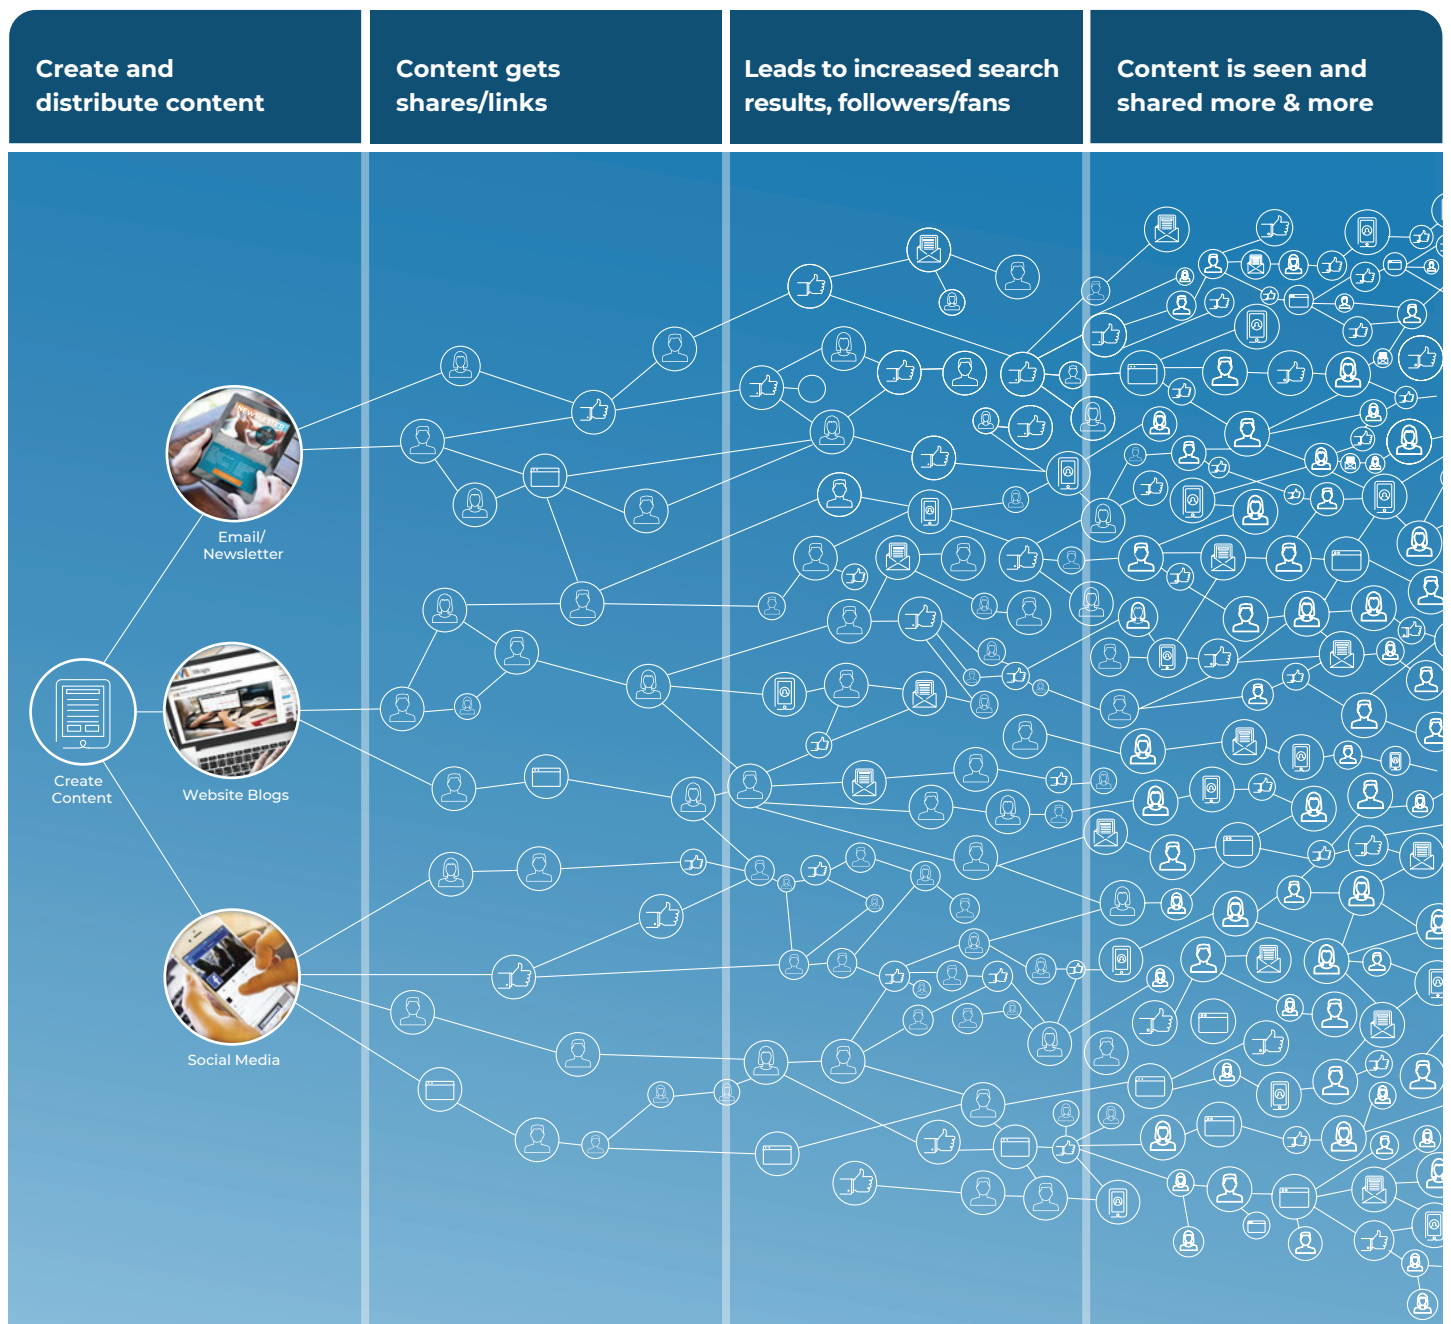 Create and
distribute content
Content gets
shares/links
Leads to increased search
results, followers/fans
Content is seen and
shared more & more
NEWSLETTER
Email/
Newsletter
Create
Content
Website Blogs
Social Media